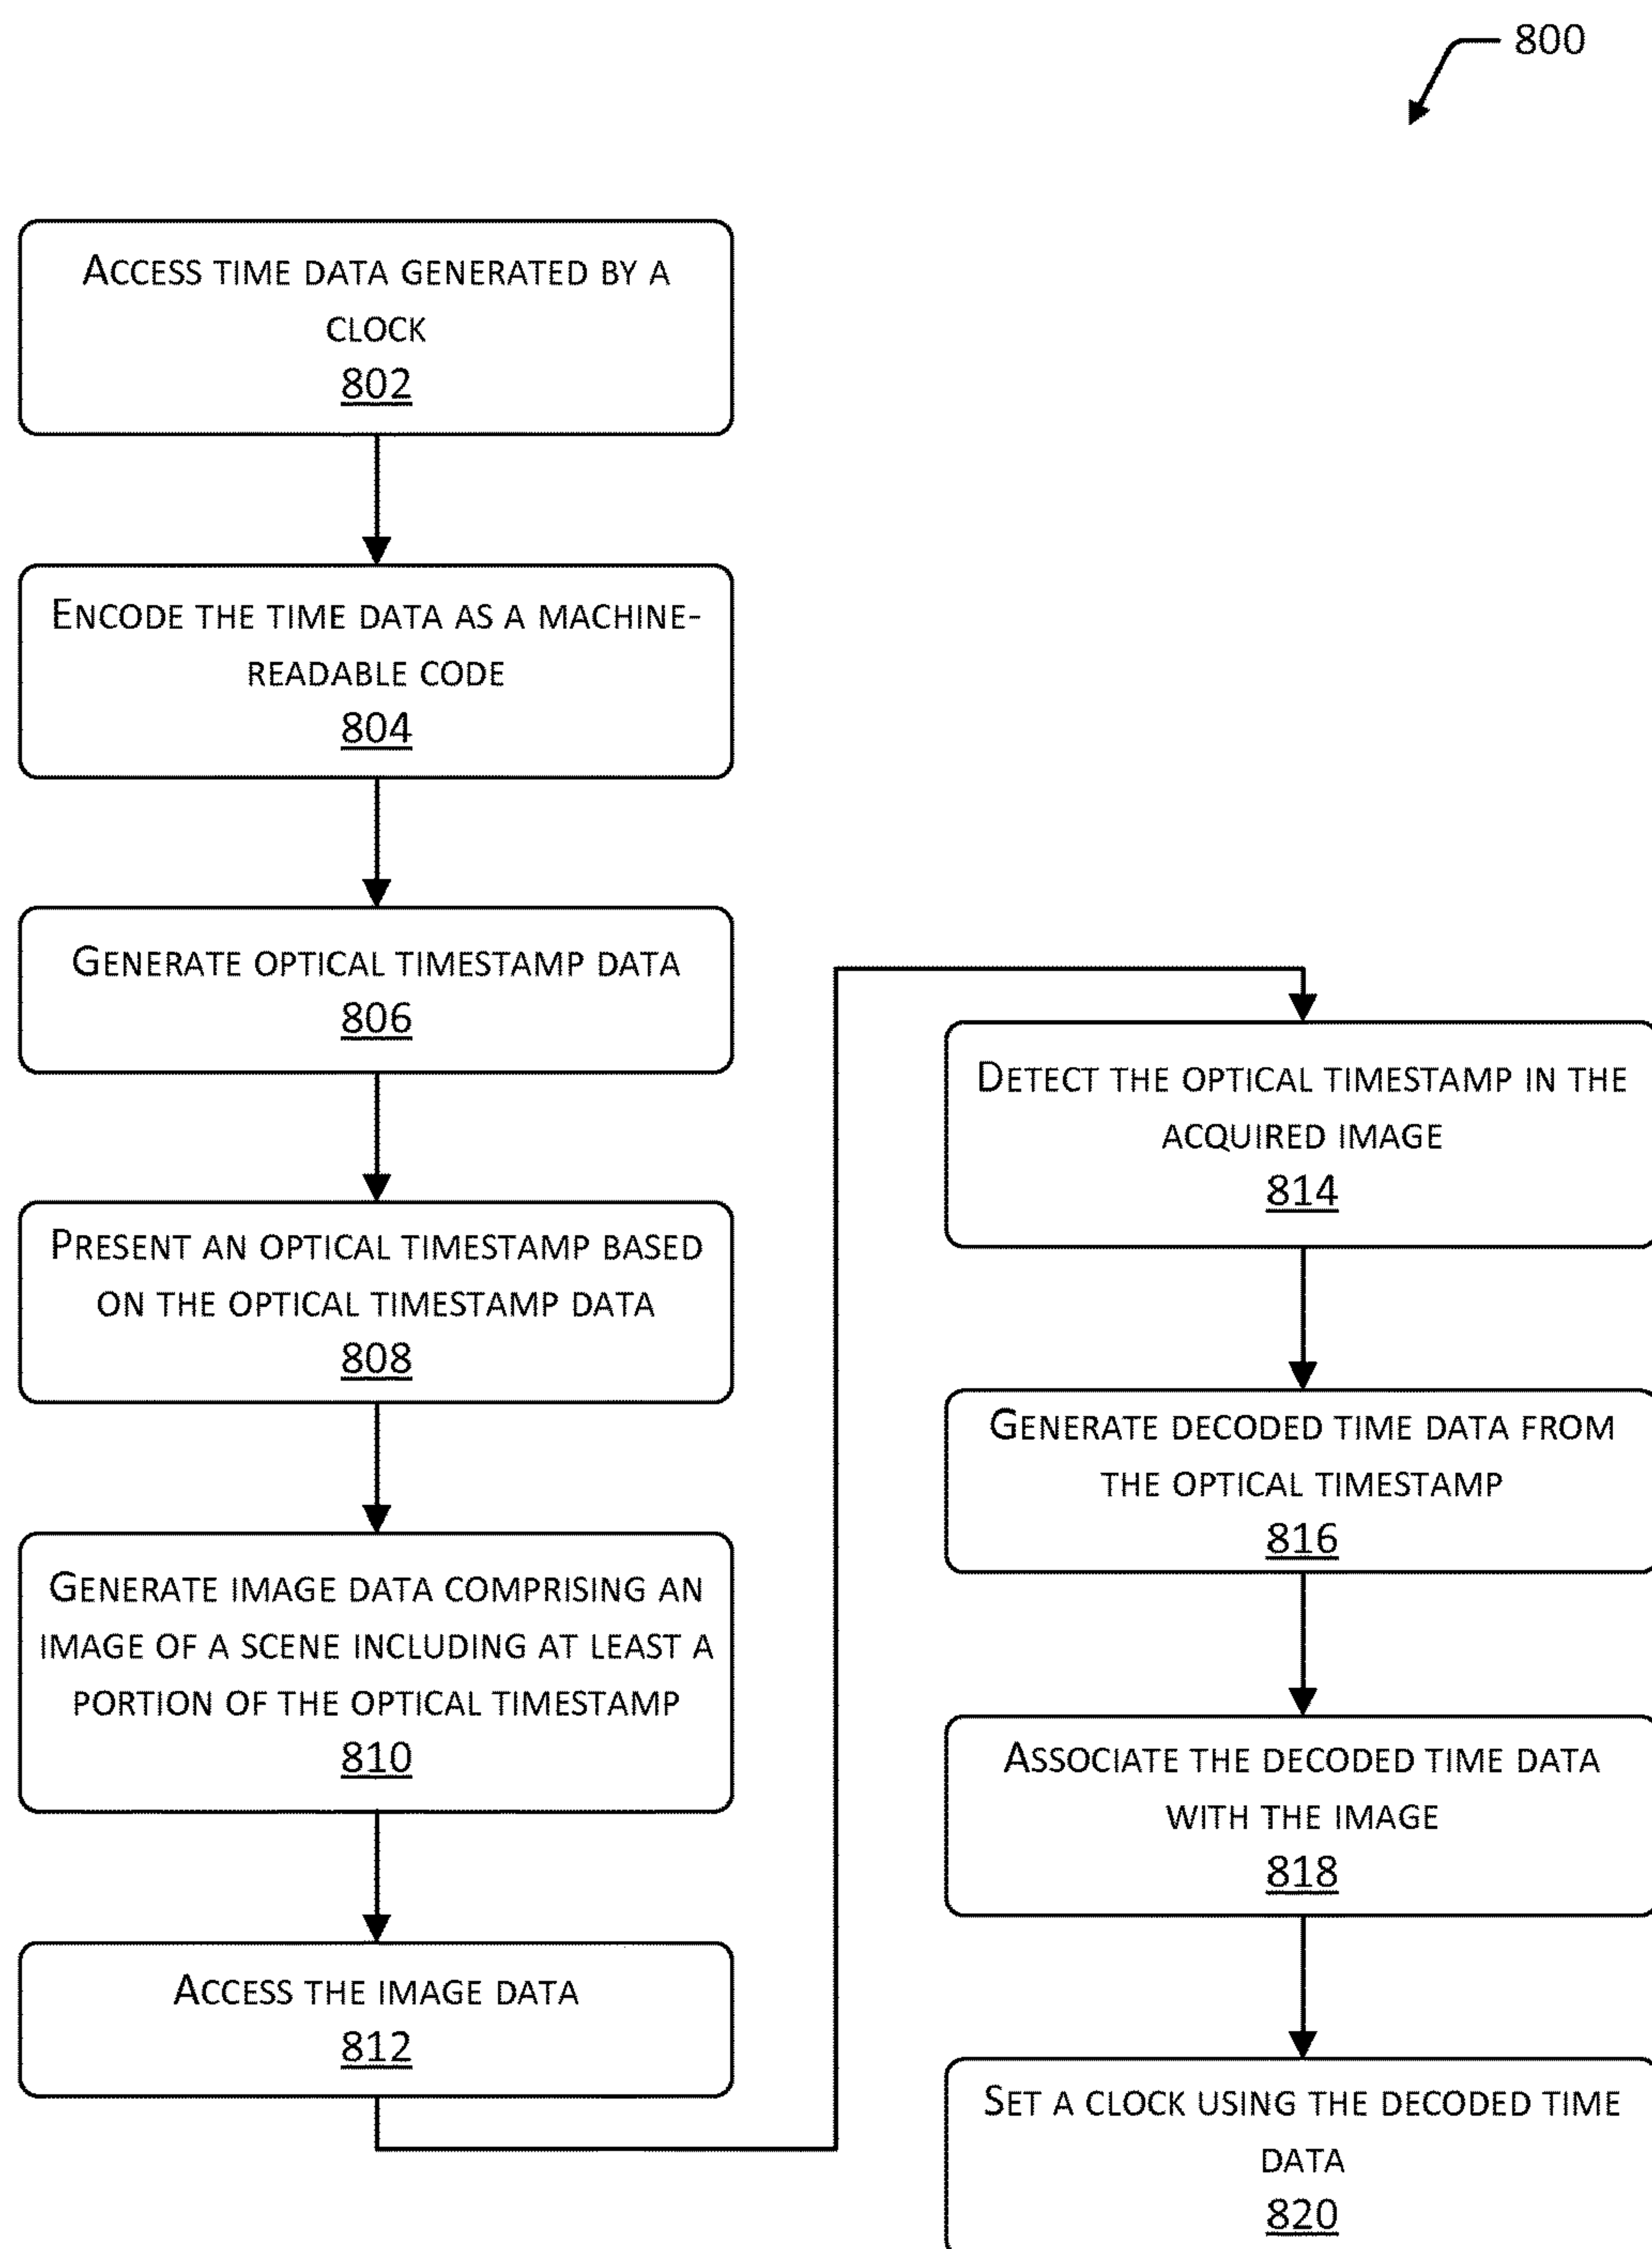 800
ACCESS TIME DATA GENERATED BY A
CLOCK
802
ENCODE THE TIME DATA AS A MACHINE-
READABLE CODE
804
GENERATE OPTICAL TIMESTAMP DATA
806
PRESENT AN OPTICAL TIMESTAMP BASED
ON THE OPTICAL TIMESTAMP DATA
808
GENERATE IMAGE DATA COMPRISING AN
IMAGE OF A SCENE INCLUDING AT LEAST A
PORTION OF THE OPTICAL TIMESTAMP
810
ACCESS THE IMAGE DATA
812
DETECT THE OPTICAL TIMESTAMP IN THE
ACQUIRED IMAGE
814
GENERATE DECODED TIME DATA FROM
THE OPTICAL TIMESTAMP
816
ASSOCIATE THE DECODED TIME DATA
WITH THE IMAGE
818
SET A CLOCK USING THE DECODED TIME
DATA
820